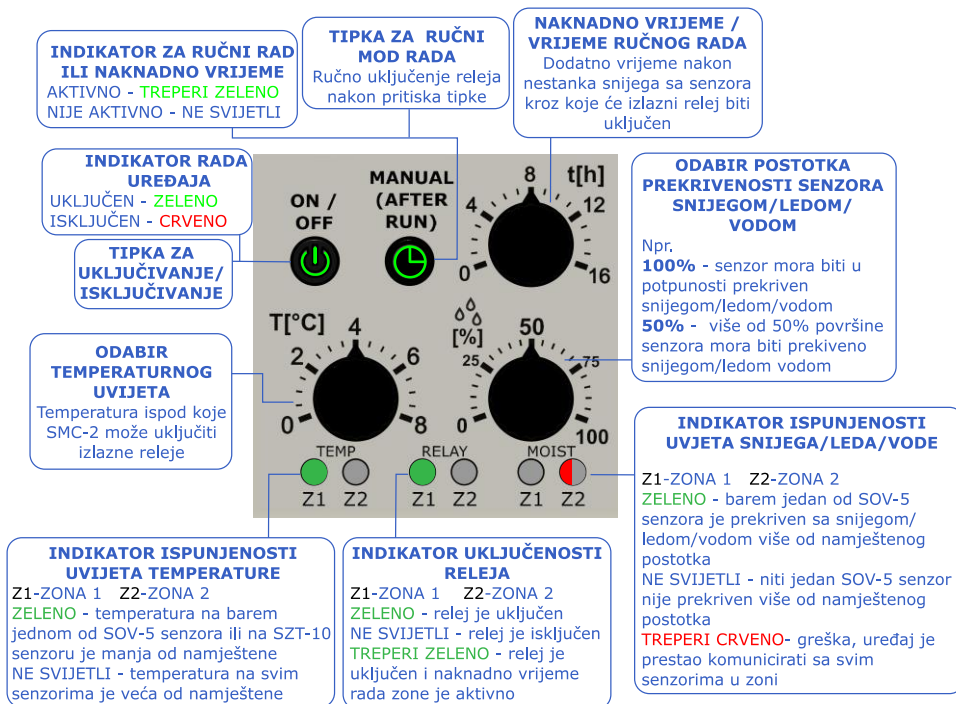 INDIKATOR ZA RUČNI RAD
ILI NAKNADNO VRIJEME
AKTIVNO - TREPERI ZELENO
NIJE AKTIVNO - NE SVIJETLI
TIPKA ZA RUČNI
MOD RADA
Ručno uključenje releja
nakon pritiska tipke
NAKNADNO VRIJEME /
VRIJEME RUČNOG RADA
Dodatno vrijeme nakon
nestanka snijega sa senzora
kroz koje će izlazni relej biti
uključen
INDIKATOR RADA
UREĐAJA
UKLJUČEN - ZELENO
ISKLJUČEN - CRVENO
TIPKA ZA
UKLJUČIVANJE/
ISKLJUČIVANJE
ON /
OFF
MANUAL
(AFTER
RUN)
8 t[h]
4 12
0 16
ODABIR POSTOTKA
PREKRIVENOSTI SENZORA
SNIJEGOM/LEDOM/
VODOM
Npr.
100% - senzor mora biti u
potpunosti prekriven
snijegom/ledom/vodom
50% - više od 50% površine
senzora mora biti prekiveno
snijegom/ledom vodom
ODABIR
TEMPERATURNOG
UVIJETA
Temperatura ispod koje
SMC-2 može uključiti
izlazne releje
T[°C] 4
2 6
0 8
[%] 50
25 75
0 100
TEMP RELAY MOIST
Z1 Z2 Z1 Z2 Z1 Z2
INDIKATOR ISPUNJENOSTI
UVJETA SNIJEGA/LEDA/VODE
Z1-ZONA 1 Z2-ZONA 2
ZELENO - barem jedan od SOV-5
senzora je prekriven sa snijegom/
ledom/vodom više od namještenog
postotka
NE SVIJETLI - niti jedan SOV-5 senzor
nije prekriven više od namještenog
postotka
TREPERI CRVENO- greška, uređaj je
prestao komunicirati sa svim
senzorima u zoni
INDIKATOR ISPUNJENOSTI
UVIJETA TEMPERATURE
Z1-ZONA 1 Z2-ZONA 2
ZELENO - temperatura na barem
jednom od SOV-5 senzora ili na SZT-10
senzoru je manja od namještene
NE SVIJETLI - temperatura na svim
senzorima je veća od namještene
INDIKATOR UKLJUČENOSTI
RELEJA
Z1-ZONA 1 Z2-ZONA 2
ZELENO - relej je uključen
NE SVIJETLI - relej je isključen
TREPERI ZELENO - relej je
uključen i naknadno vrijeme
rada zone je aktivno